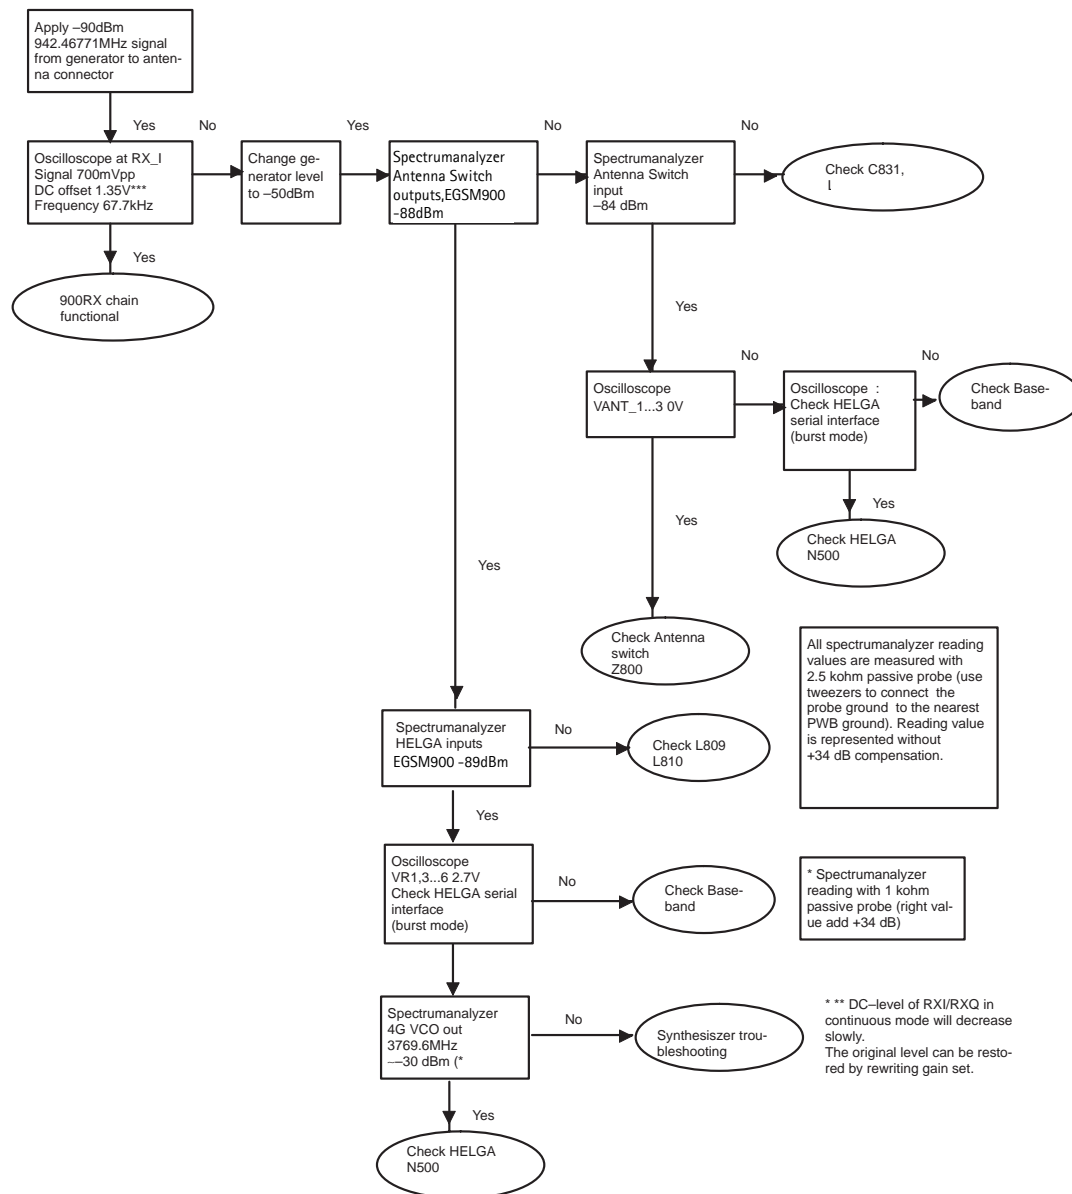 Apply –90dBm
942.46771MHz signal
from generator to anten-
na connector
Yes
No
Yes
No
No
Oscilloscope at RX_I
Signal 700mVpp
DC offset 1.35V***
Frequency 67.7kHz
Change ge-
nerator level
to –50dBm
Spectrumanalyzer
Antenna Switch
outputs,EGSM900
-88dBm
Spectrumanalyzer
Antenna Switch
input
–84 dBm
Check C831,
Yes
900RX chain
functional
Yes
No
No
Oscilloscope
VANT_1...3 0V
Oscilloscope :
Check HELGA
serial interface
(burst mode)
Check Base-
band
Yes
Yes
Check HELGA
N500
Yes
Check Antenna
switch
Z800
All spectrumanalyzer reading
values are measured with
2.5 kohm passive probe (use
tweezers to connect the
probe ground to the nearest
PWB ground). Reading value
is represented without
+34 dB compensation.
Spectrumanalyzer
HELGA inputs
EGSM900 -89dBm
No
Check L809
L810
Yes
Oscilloscope
VR1,3...6 2.7V
Check HELGA serial
interface
(burst mode)
No
Check Base-
band
* Spectrumanalyzer
reading with 1 kohm
passive probe (right val-
ue add +34 dB)
Spectrumanalyzer
4G VCO out
3769.6MHz
~–30 dBm (*
No
Synthesiszer trou-
bleshooting
* ** DC–level of RXI/RXQ in
continuous mode will decrease
slowly.
The original level can be resto-
red by rewriting gain set.
Yes
Check HELGA
N500